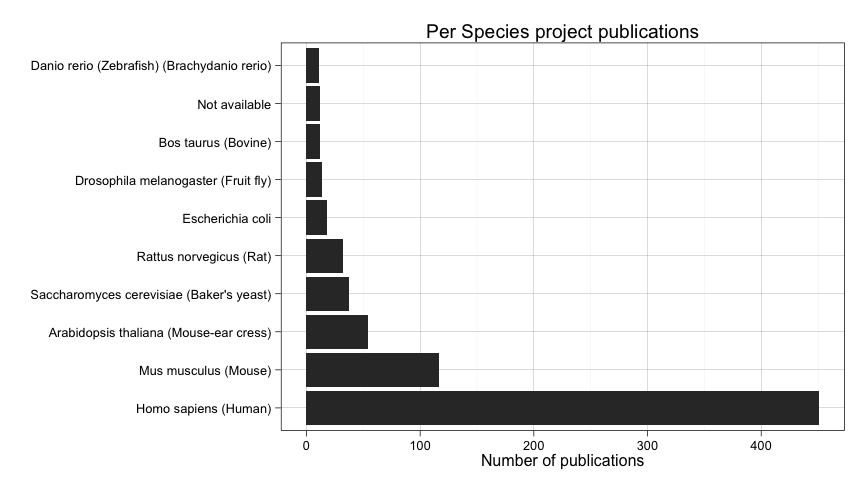 Per Species project publications
Danio rerio (Zebrafish) (Brachydanio rerio)
Not available
Bos taurus (Bovine)
Drosophila melanogaster (Fruit fly)
Escherichia coli
Rattus norvegicus (Rat)
Saccharomyces cerevisiae (Baker's yeast)
Arabidopsis thaliana (Mouse-ear cress)
Mus musculus (Mouse)
Homo sapiens (Human)
0 100 200 300 400
Number of publications